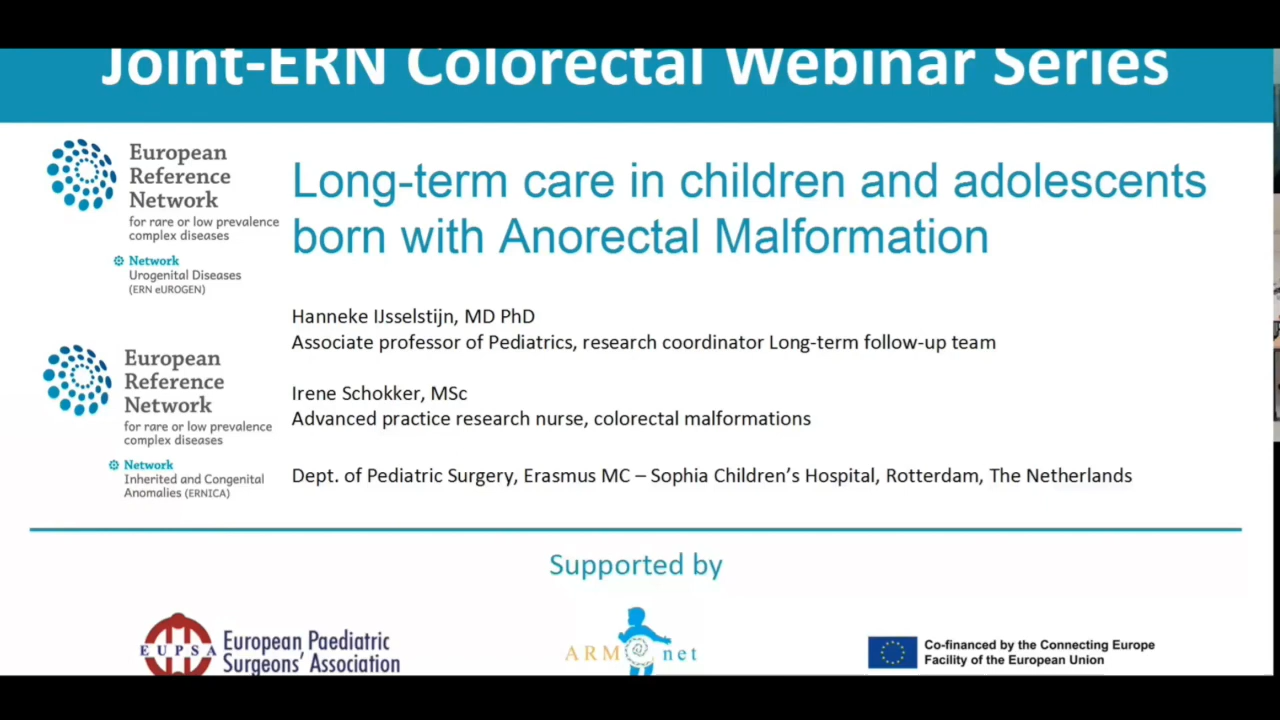 Joint-ERN Colorectal Webinar Series
European
Reference
Network
for rare or low prevalence
complex diseases
Network
Urogenital Diseases
(ERN eUROGEN)
Long-term care in children and adolescents
born with Anorectal Malformation
Hanneke IJsselstijn, MD PhD
Associate professor of Pediatrics, research coordinator Long-term follow-up team
Irene Schokker, MSc
Advanced practice research nurse, colorectal malformations
European
Reference
Network
for rare or low prevalence
complex diseases
Network
Inherited and Congenital
Anomalies (ERNICA)
Dept. of Pediatric Surgery, Erasmus MC – Sophia Children's Hospital, Rotterdam, The Netherlands
Supported by
EUPSA
European Paediatric
Surgeons' Association
ARM net
Co-financed by the Connecting Europe
Facility of the European Union